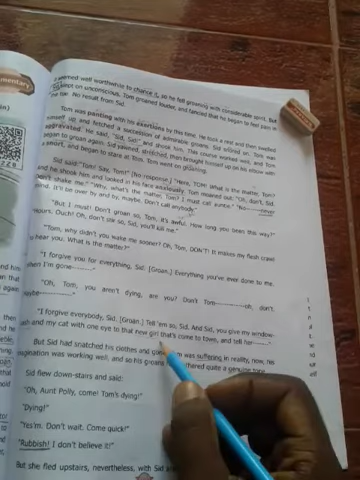 mentary
it seemed well worthwhile to chance it, so he fell groaning with considerable spirit. But
Sid slept on unconscious. Tom groaned louder, and fancied that he began to feel pain in
the toe. No result from Sid.
Tom was panting with his exertions by this time. He took a rest and then swelled
himself up and fetched a succession of admirable groans. Sid snored on. Tom was
aggravated. He said, "Sid, Sid!" and shook him. This course worked well, and Tom
began to groan again. Sid yawned, stretched, then brought himself up on his elbow with
a snort, and began to stare at Tom. Tom went on groaning.
Sid said "Tom! Say, Tom!" [No response.] "Here, TOM! What is the matter, Tom?"
and he shook him and looked in his face anxiously. Tom moaned out: "Oh, don't, Sid.
Don't shake me." "Why, what's the matter, Tom? I must call auntie." "No—never
mind. It'll be over by and by, maybe. Don't call anybody."
"But I must! Don't groan so, Tom, it's awful. How long you been this way?"
"Hours. Ouch! Oh, don't stir so, Sid, you'll kill me."
"Tom, why didn't you wake me sooner? Oh, Tom, DON'T! It makes my flesh crawl
to hear you. What is the matter?"
"I forgive you for everything, Sid. [Groan.] Everything you've ever done to me.
when I'm gone——"
"Oh, Tom, you aren't dying, are you? Don't Tom——oh, don't.
maybe——"
"I forgive everybody, Sid. [Groan.] Tell 'em so, Sid. And Sid, you give my window-
sash and my cat with one eye to that new girl that's come to town, and tell her——"
But Sid had snatched his clothes and was suffering in reality, now, his
imagination was working well, and so his groans had gathered quite a genuine tone.
Sid flew down-stairs and said:
"Oh, Aunt Polly, come! Tom's dying!"
"Dying!"
"Yes'm. Don't wait. Come quick!"
"Rubbish! I don't believe it!"
But she fled upstairs, nevertheless, with Sid